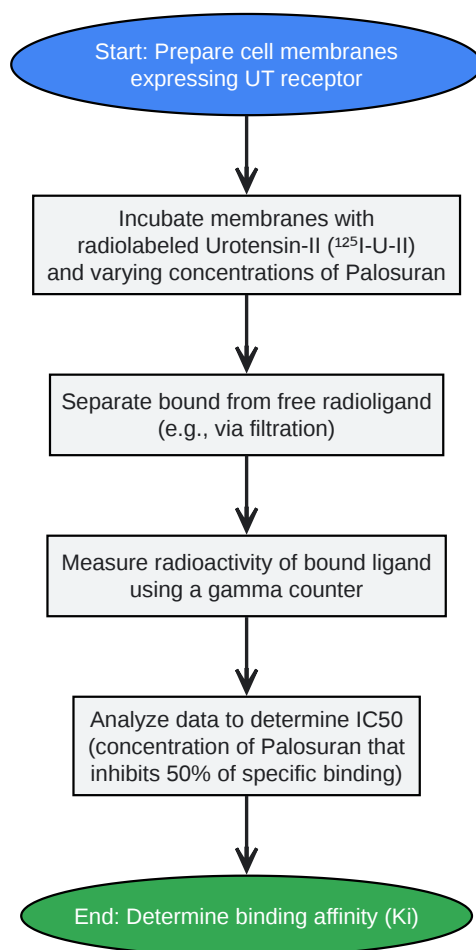 Start: Prepare cell membranes
expressing UT receptor
Incubate membranes with
radiolabeled Urotensin-II (¹²⁵I-U-II)
and varying concentrations of Palosuran
Separate bound from free radioligand
(e.g., via filtration)
Measure radioactivity of bound ligand
using a gamma counter
Analyze data to determine IC50
(concentration of Palosuran that
inhibits 50% of specific binding)
End: Determine binding affinity (Ki)